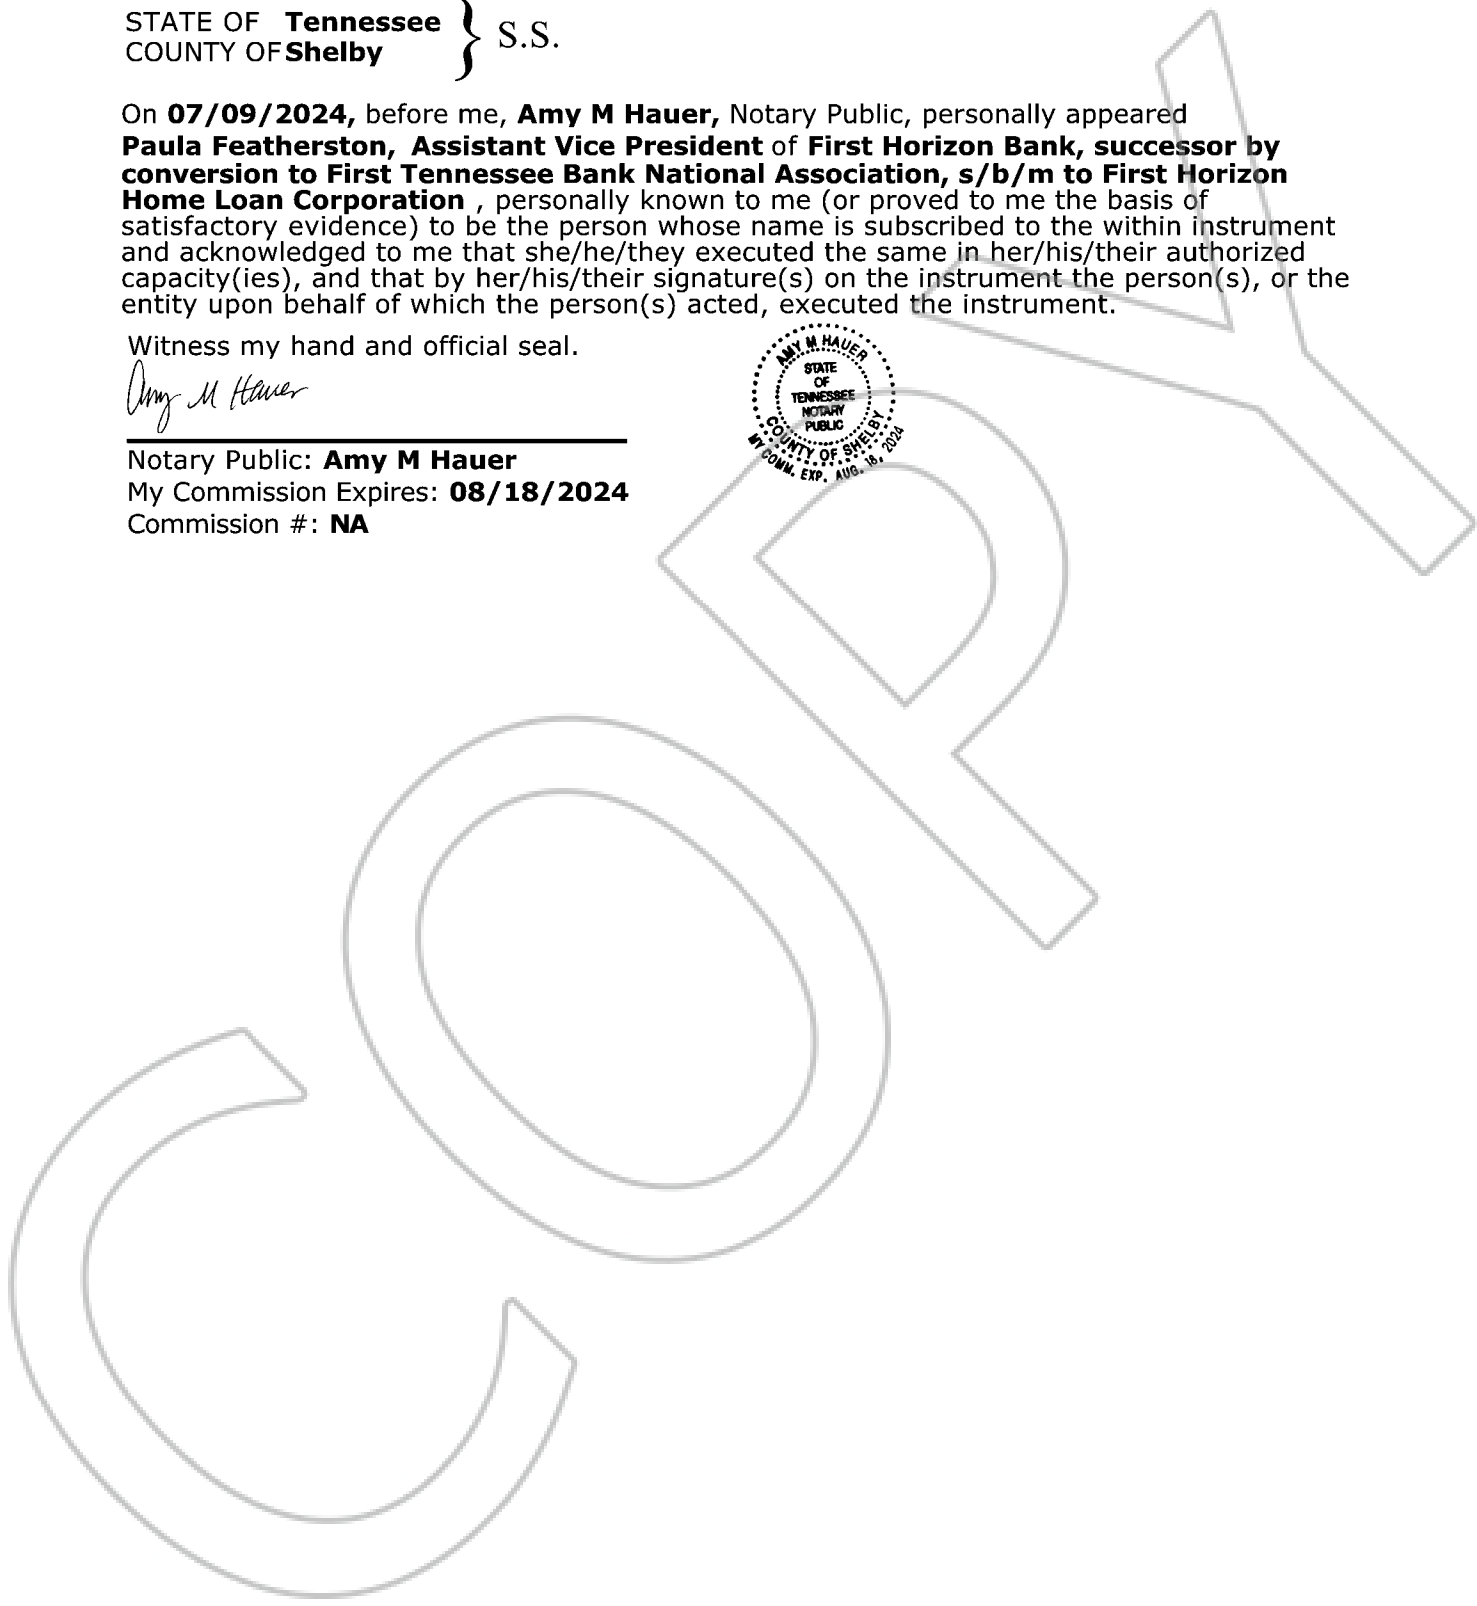 STATE OF Tennessee
COUNTY OF Shelby
} S.S.
On 07/09/2024, before me, Amy M Hauer, Notary Public, personally appeared
Paula Featherston, Assistant Vice President of First Horizon Bank, successor by
conversion to First Tennessee Bank National Association, s/b/m to First Horizon
Home Loan Corporation , personally known to me (or proved to me the basis of
satisfactory evidence) to be the person whose name is subscribed to the within instrument
and acknowledged to me that she/he/they executed the same in her/his/their authorized
capacity(ies), and that by her/his/their signature(s) on the instrument the person(s), or the
entity upon behalf of which the person(s) acted, executed the instrument.
Witness my hand and official seal.
Amy M Hauer
AMY M HAUER
STATE
OF
TENNESSEE
NOTARY
PUBLIC
COUNTY OF SHELBY
MY COMM. EXP. AUG. 18, 2024
Notary Public: Amy M Hauer
My Commission Expires: 08/18/2024
Commission #: NA
COPY